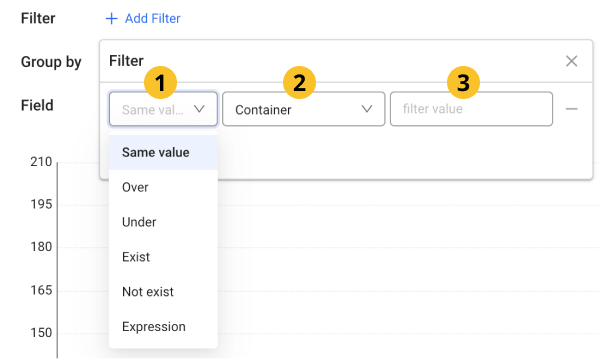 Filter + Add Filter
Group by
Filter
Field
1 2 3
Same val... Container filter value
Same value
Over
Under
Exist
Not exist
Expression
210
195
180
165
150